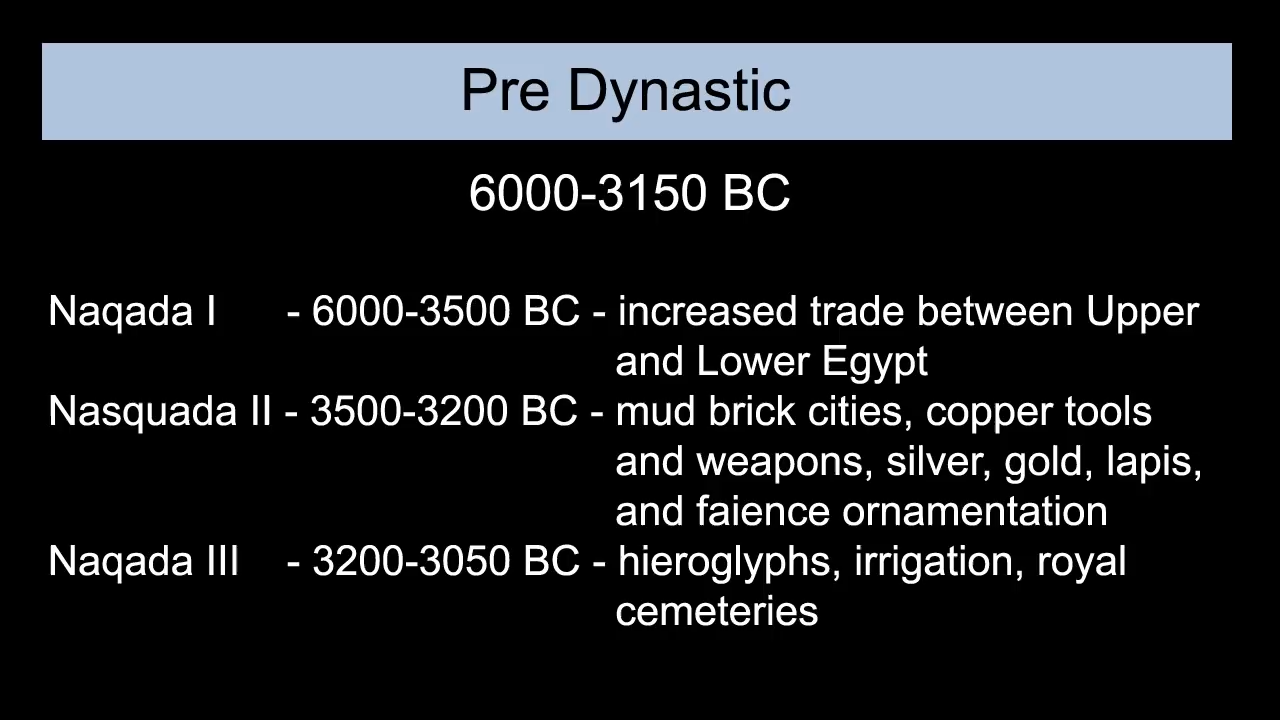 Pre Dynastic
6000-3150 BC
Naqada I - 6000-3500 BC - increased trade between Upper
and Lower Egypt
Nasquada II - 3500-3200 BC - mud brick cities, copper tools
and weapons, silver, gold, lapis,
and faience ornamentation
Naqada III - 3200-3050 BC - hieroglyphs, irrigation, royal
cemeteries